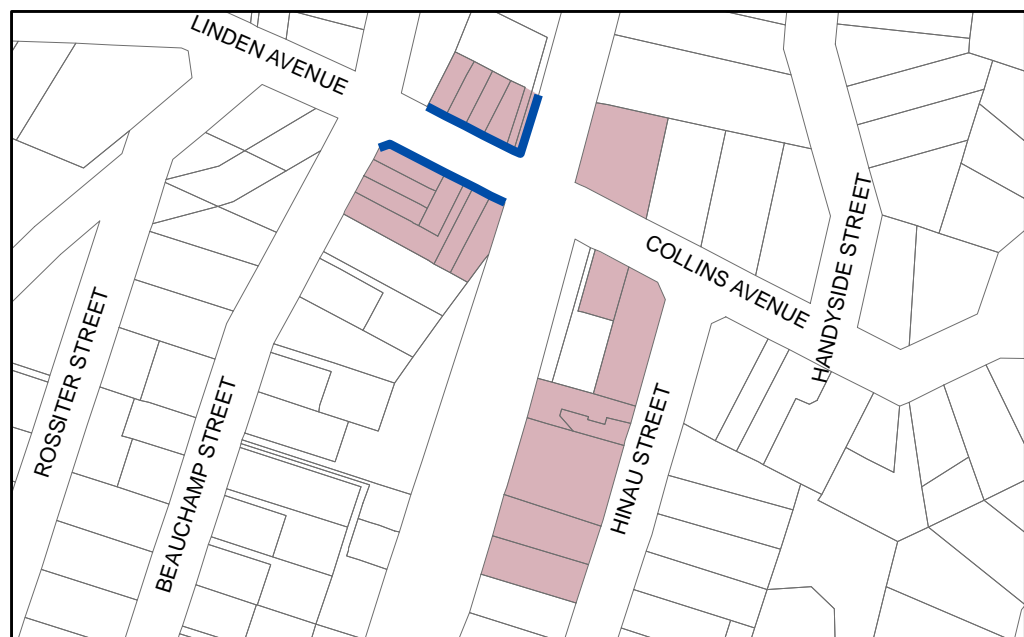 LINDEN AVENUE
COLLINS AVENUE
HANDYSIDE STREET
ROSSITER STREET
BEAUCHAMP STREET
HINAU STREET